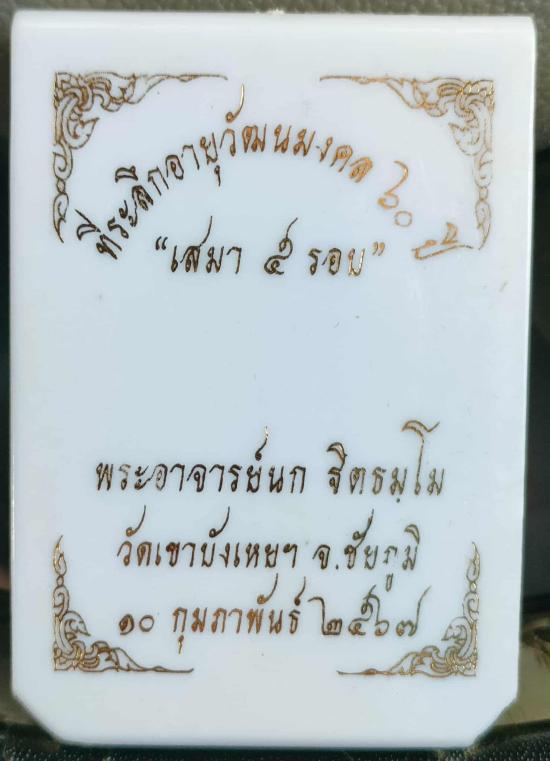 ที่ระลึกอายุวัฒนมงคล ๖๐ ปี
“เสมา ๕ รอบ”
พระอาจารย์นก ฐิตธมฺโม
วัดเขาบังเหยฯ จ.ชัยภูมิ
๑๐ กุมภาพันธ์ ๒๕๖๗